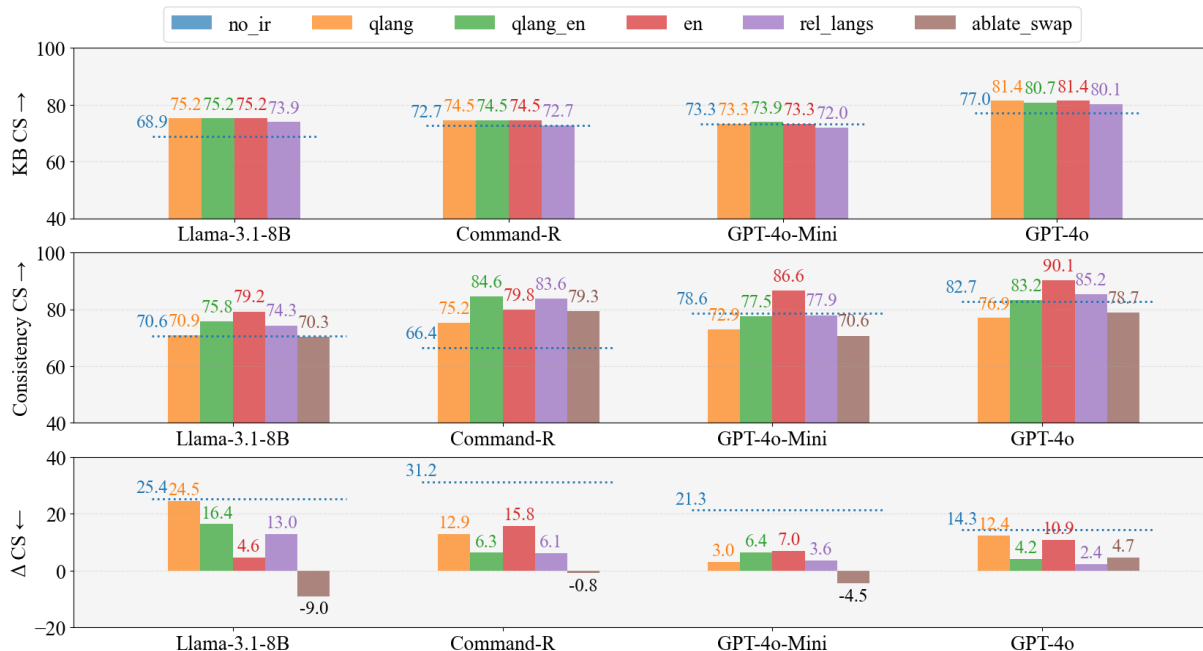 no_ir qlang qlang_en en rel_langs ablate_swap
KB CS →
100
80
60
40
68.9 75.2 75.2 75.2 73.9
72.7 74.5 74.5 74.5 72.7
73.3 73.3 73.9 73.3 72.0
77.0 81.4 80.7 81.4 80.1
Llama-3.1-8B Command-R GPT-4o-Mini GPT-4o
Consistency CS →
100
80
60
40
70.6 70.9 75.8 79.2 74.3 70.3
66.4 75.2 84.6 79.8 83.6 79.3
78.6 72.9 77.5 86.6 77.9 70.6
82.7 76.9 83.2 90.1 85.2 78.7
Llama-3.1-8B Command-R GPT-4o-Mini GPT-4o
Δ CS ←
40
20
0
−20
25.4 24.5 16.4 4.6 13.0 -9.0
31.2 12.9 6.3 15.8 6.1 -0.8
21.3 3.0 6.4 7.0 3.6 -4.5
14.3 12.4 4.2 10.9 2.4 4.7
Llama-3.1-8B Command-R GPT-4o-Mini GPT-4o